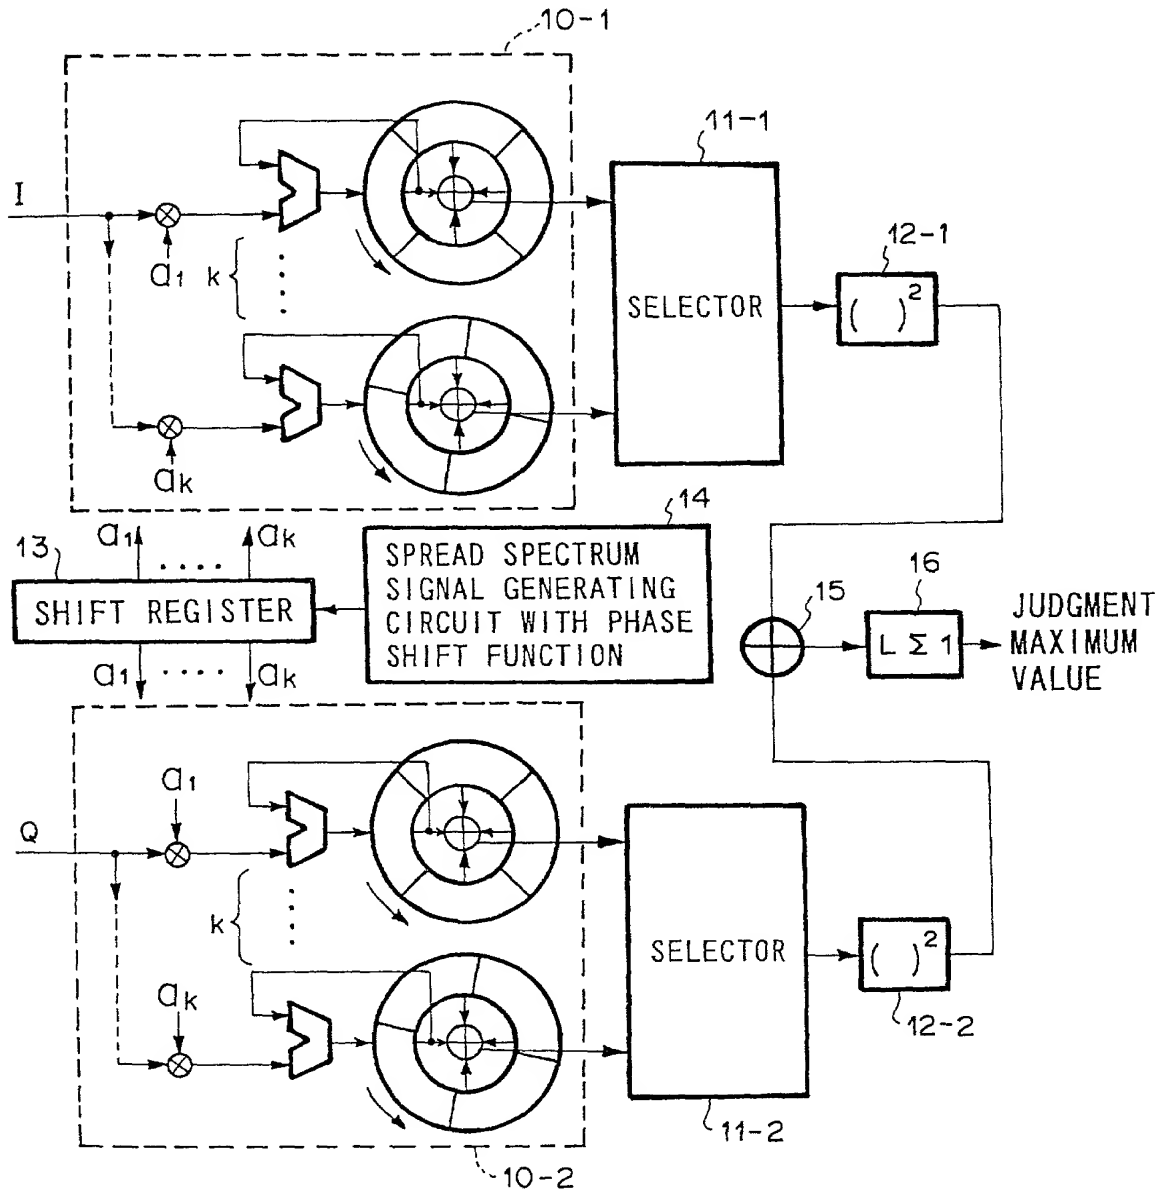 10-1
11-1
I
a1
k
12-1
SELECTOR
( )2
ak
14
13
a1 .... ak
SPREAD SPECTRUM
SIGNAL GENERATING
CIRCUIT WITH PHASE
SHIFT FUNCTION
SHIFT REGISTER
15
16
L Σ 1
JUDGMENT
MAXIMUM
VALUE
a1 .... ak
a1
Q
k
SELECTOR
( )2
ak
12-2
11-2
10-2